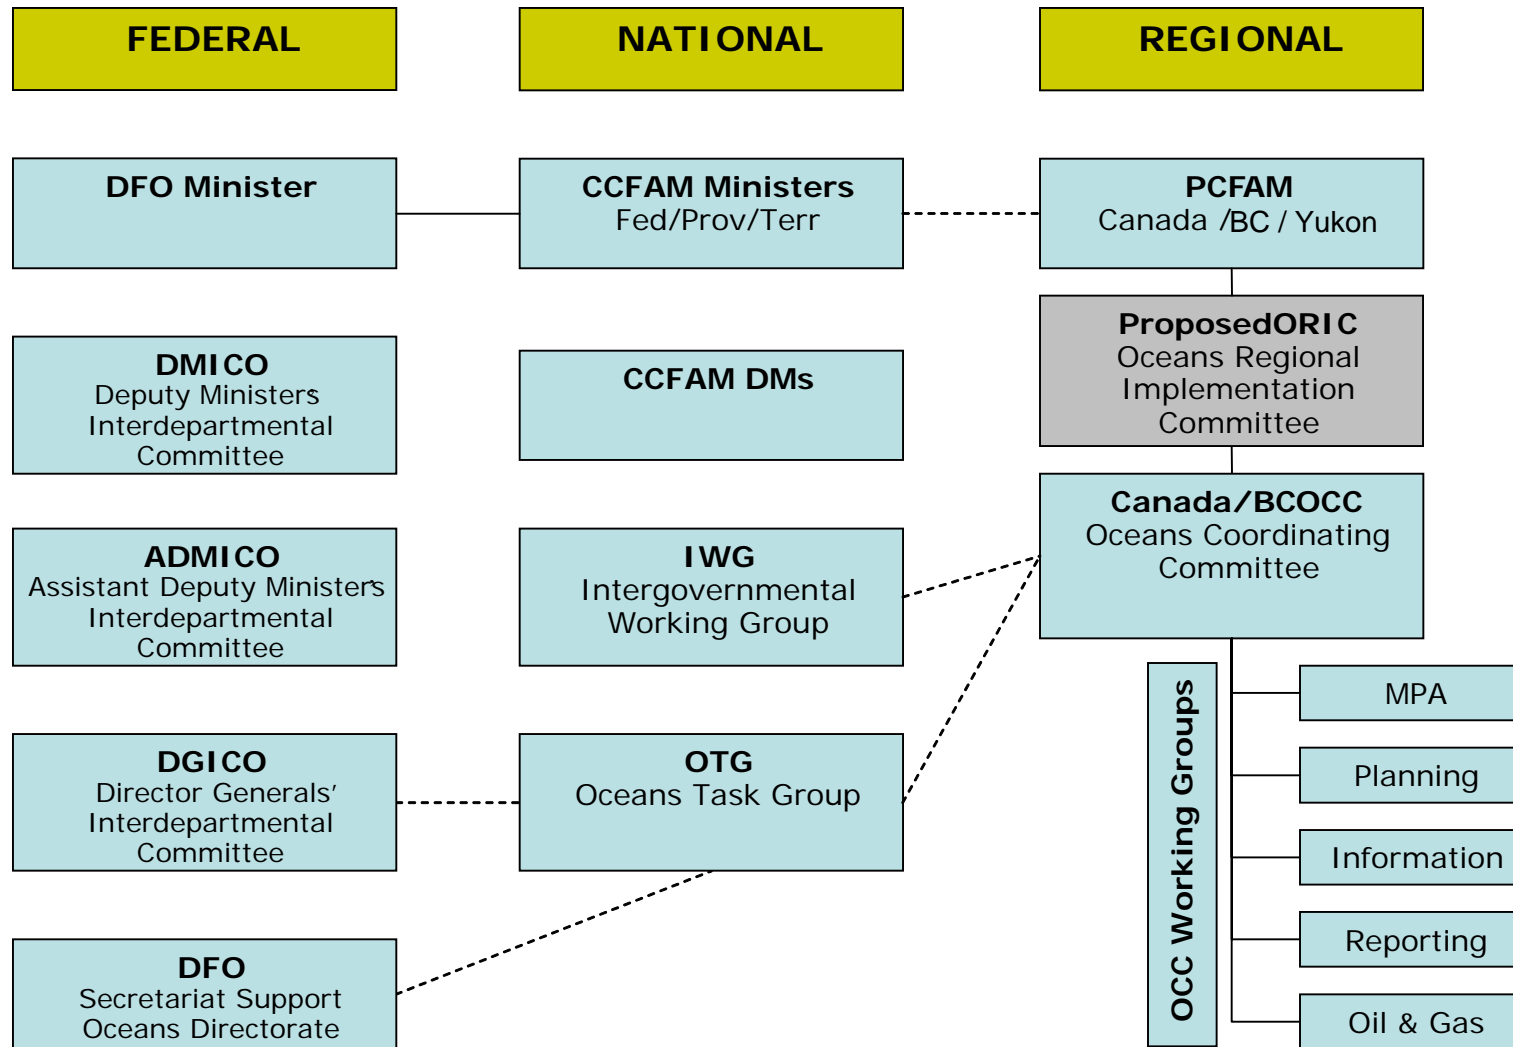 FEDERAL
NATIONAL
REGIONAL
DFO Minister
CCFAM Ministers
Fed/Prov/Terr
PCFAM
Canada /BC / Yukon
DMICO
Deputy Ministers
Interdepartmental
Committee
CCFAM DMs
ProposedORIC
Oceans Regional
Implementation
Committee
ADMICO
Assistant Deputy Minister's
Interdepartmental
Committee
IWG
Intergovernmental
Working Group
Canada/BCOCC
Oceans Coordinating
Committee
DGICO
Director Generals’
Interdepartmental
Committee
OTG
Oceans Task Group
DFO
Secretariat Support
Oceans Directorate
OCC Working Groups
MPA
Planning
Information
Reporting
Oil & Gas